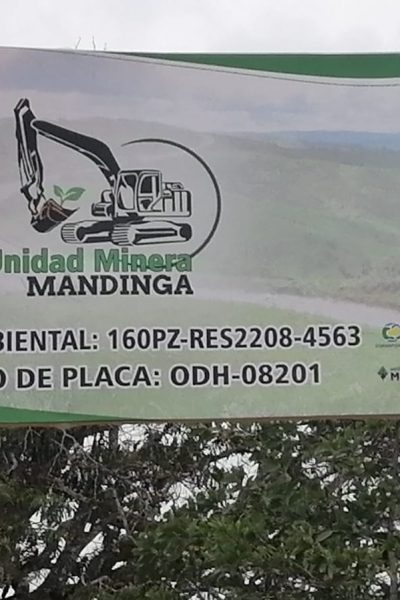 Unidad Minera
MANDINGA
BIENTAL: 160PZ-RES2208-4563
O DE PLACA: ODH-08201